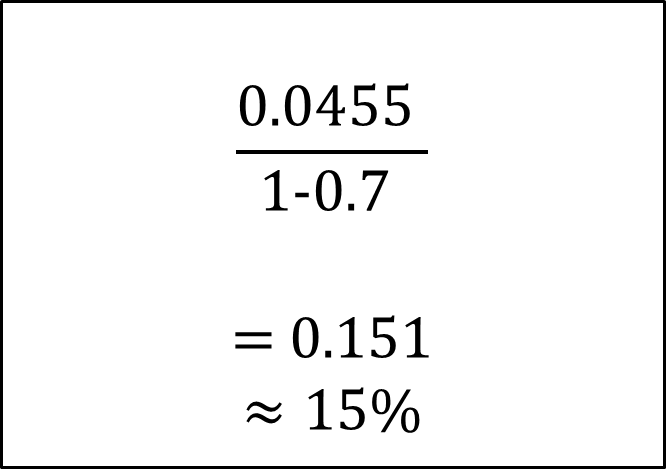 0.0455
1-0.7
= 0.151
≈ 15%